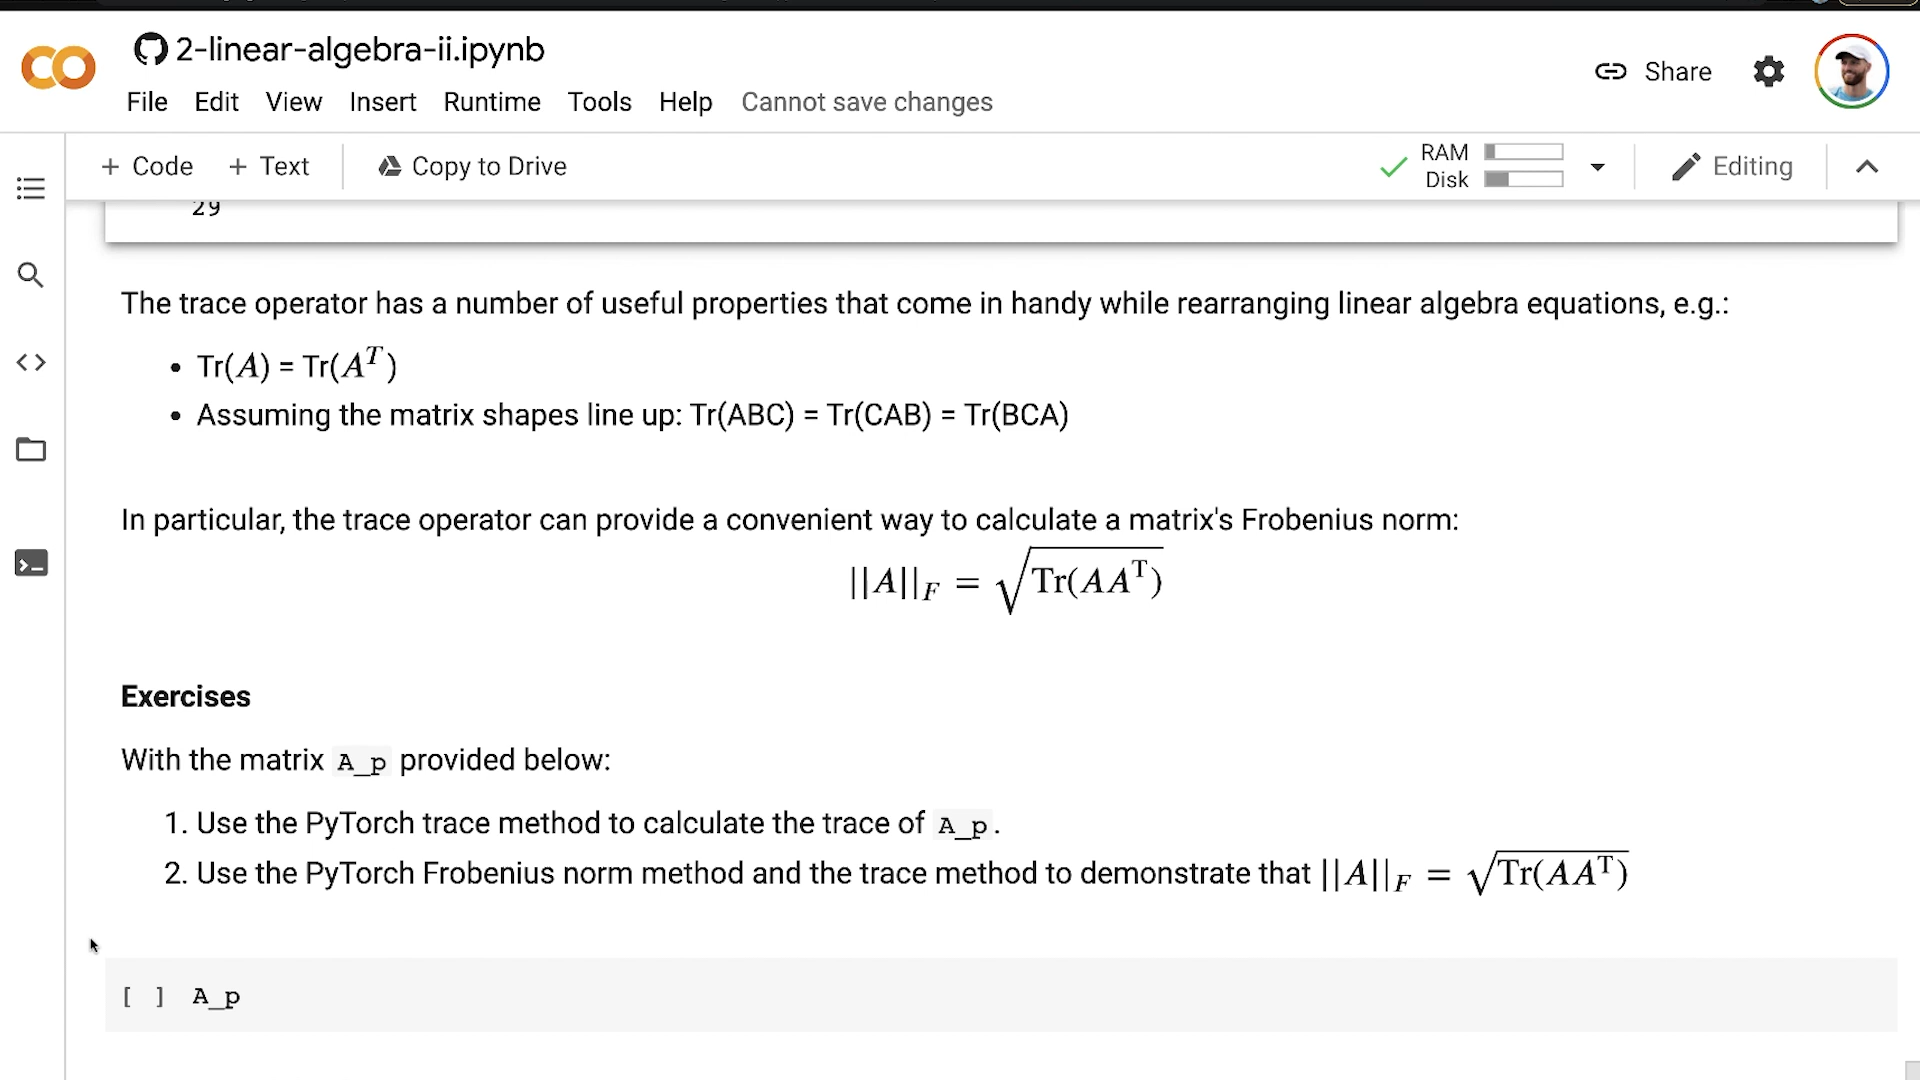 2-linear-algebra-ii.ipynb
Share
File Edit View Insert Runtime Tools Help Cannot save changes
+ Code + Text Copy to Drive
RAM
Disk
Editing
29
The trace operator has a number of useful properties that come in handy while rearranging linear algebra equations, e.g.:
• Tr(A) = Tr(A^T)
• Assuming the matrix shapes line up: Tr(ABC) = Tr(CAB) = Tr(BCA)
In particular, the trace operator can provide a convenient way to calculate a matrix's Frobenius norm:
||A||_F = √Tr(AA^T)
Exercises
With the matrix A_p provided below:
1. Use the PyTorch trace method to calculate the trace of A_p.
2. Use the PyTorch Frobenius norm method and the trace method to demonstrate that ||A||_F = √Tr(AA^T)
[ ] A_p